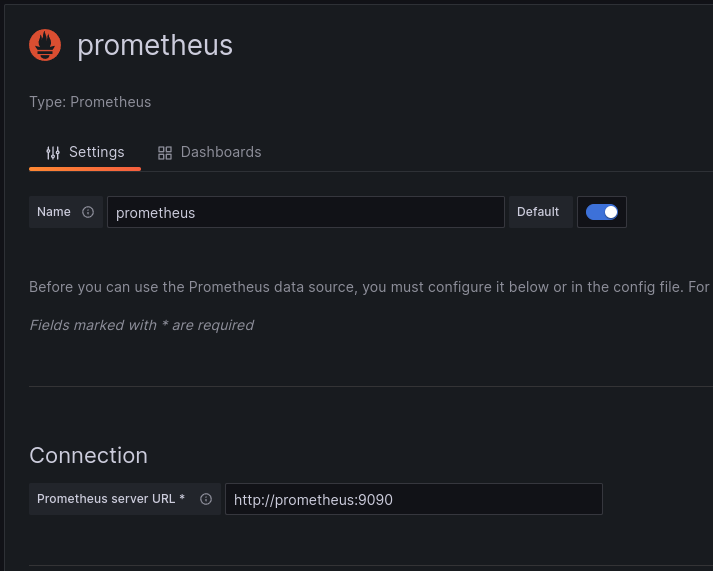 prometheus
Type: Prometheus
Settings
Dashboards
Name
prometheus
Default
Before you can use the Prometheus data source, you must configure it below or in the config file. For
Fields marked with * are required
Connection
Prometheus server URL *
http://prometheus:9090